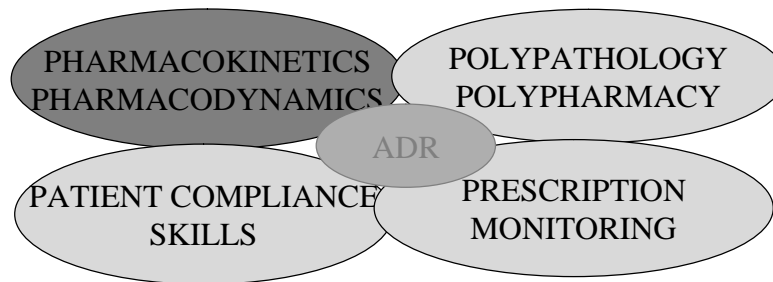 PHARMACOKINETICS
PHARMACODYNAMICS
POLYPATHOLOGY
POLYPHARMACY
ADR
PATIENT COMPLIANCE
SKILLS
PRESCRIPTION
MONITORING